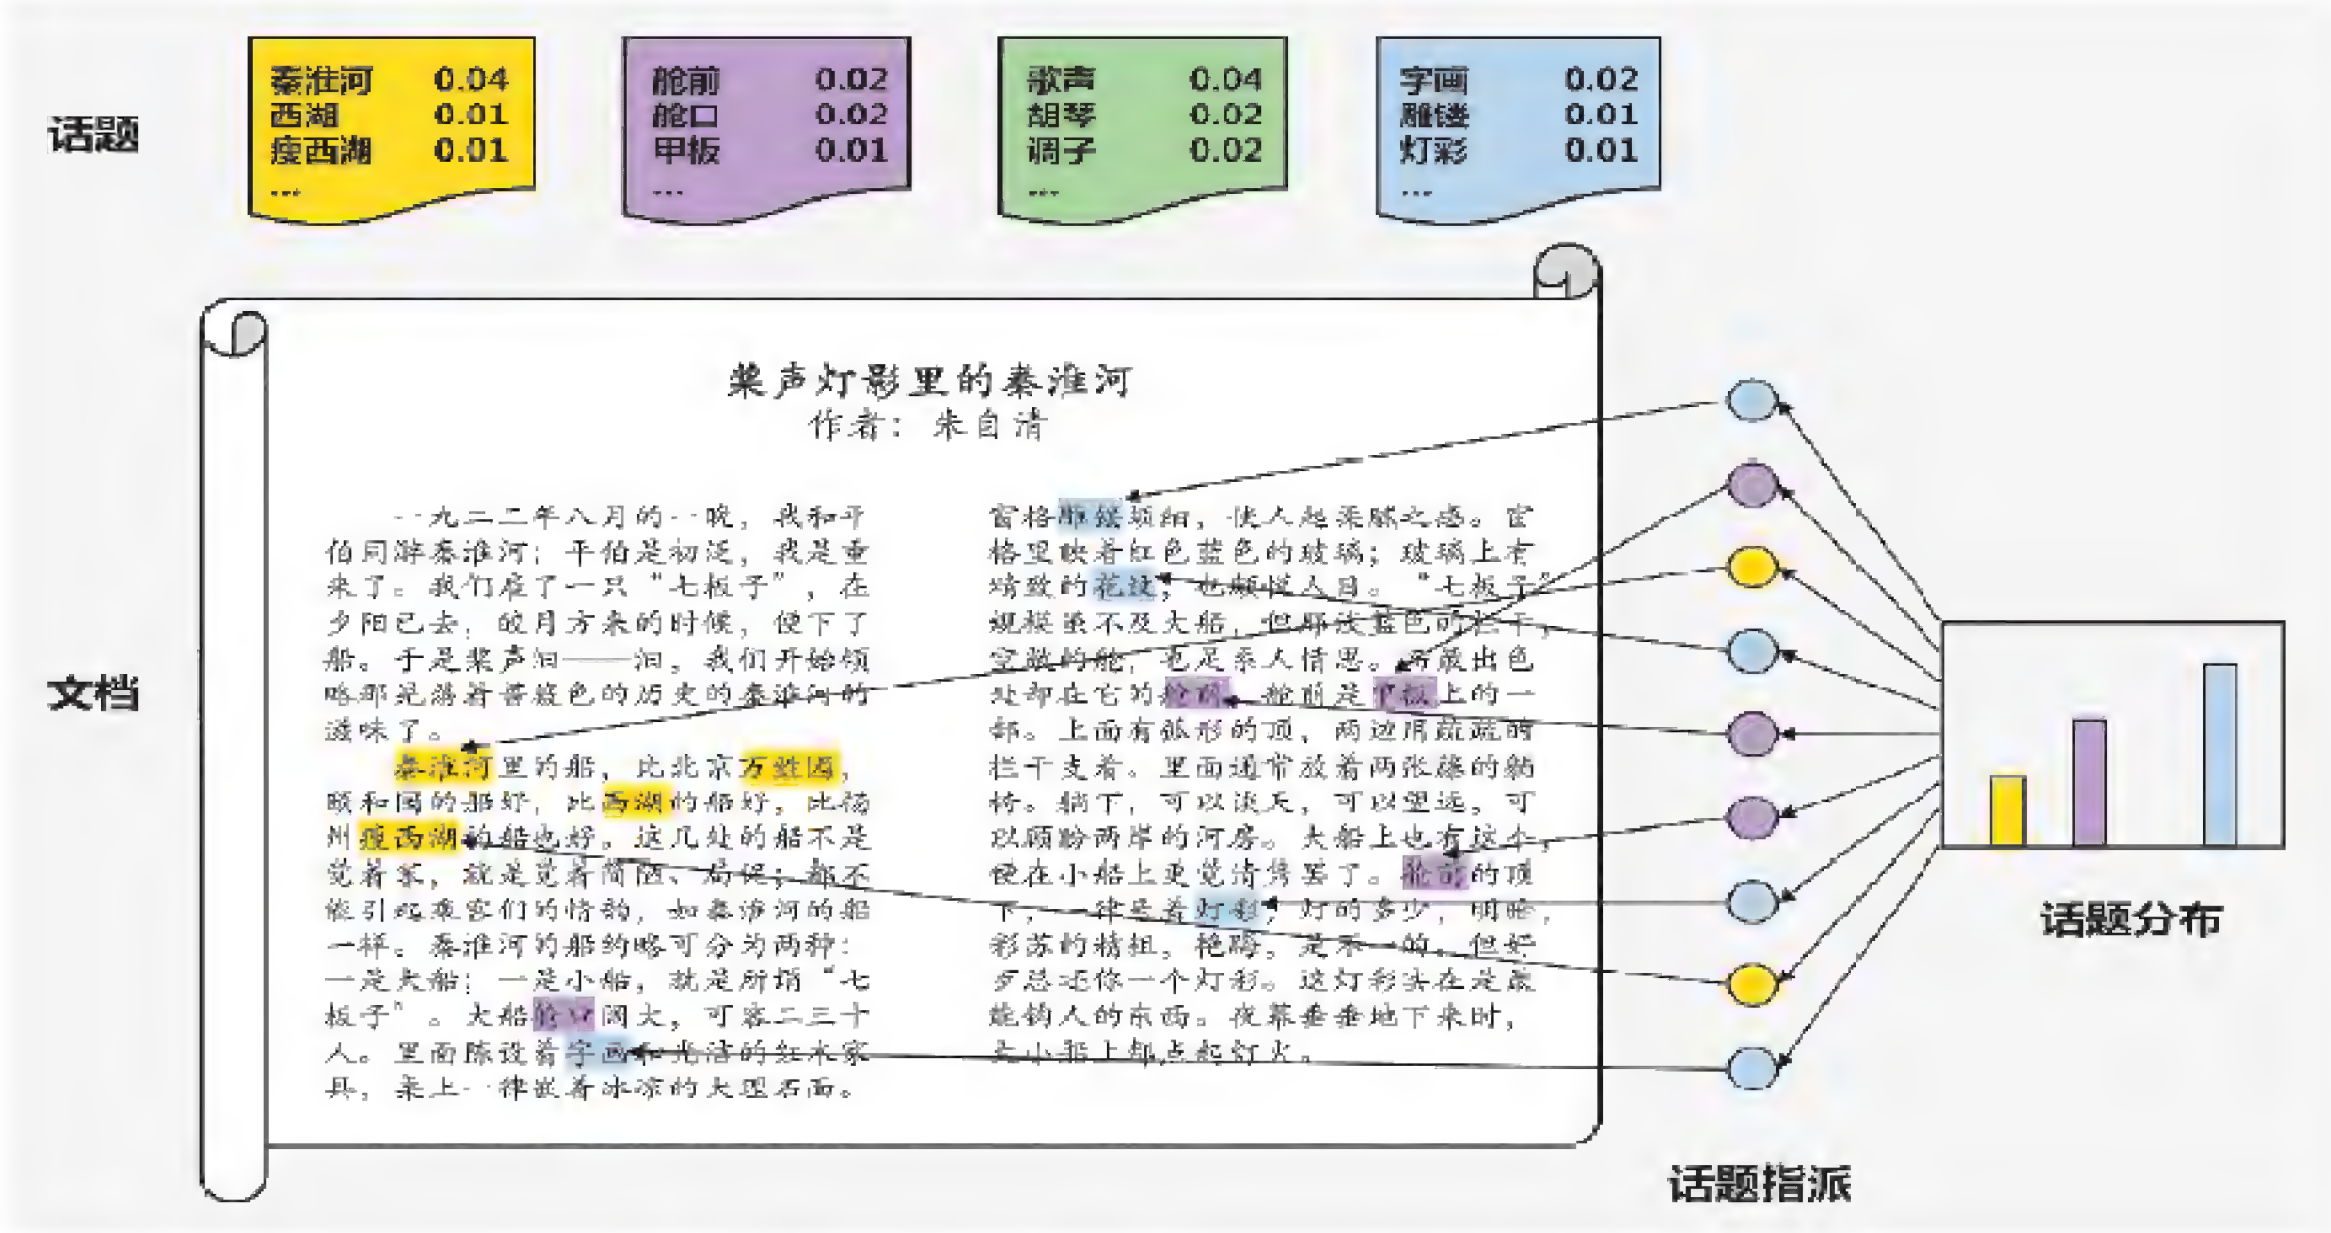 话题
秦淮河 0.04
西湖 0.01
瘦西湖 0.01
...
舱前 0.02
舱口 0.02
甲板 0.01
...
歌声 0.04
胡琴 0.02
调子 0.02
...
字画 0.02
雕镂 0.01
灯彩 0.01
...
文档
桨声灯影里的秦淮河
作者：朱自清
一九二三年八月的一晚，我和平
伯同游秦淮河；平伯是初泛，我是重
来了。我们雇了一只“七板子”，在
夕阳已去，皎月方来的时候，便下了
船。于是桨声汩——汩，我们开始领
略那晃荡着蔷薇色的历史的秦淮河的
滋味了。
秦淮河里的船，比北京万甡园，
颐和园的船好，比西湖的船好，比扬
州瘦西湖的船也好。这几处的船不是
觉着笨，就是觉着简陋、局促；都不
能引起乘客们的情韵，如秦淮河的船
一样。秦淮河的船约略可分为两种：
一是大船；一是小船，就是所谓“七
板子”。大船舱口阔大，可容二三十
人。里面陈设着字画和光洁的红木家
具，桌上一律嵌着冰凉的大理石面。
窗格雕镂颇细，使人起柔腻之感。窗
格里映着红色蓝色的玻璃；玻璃上有
精致的花纹，也颇悦人目。“七板子”
规模虽不及大船，但那淡蓝色的栏干，
空敞的舱，也足系人情思。而最出色
处却在它的舱前。舱前是甲板上的一
部。上面有弧形的顶，两边用疏疏的
栏干支着。里面通常放着两张藤的躺
椅。躺下，可以谈天，可以望远，可
以顾盼两岸的河房。大船上也有这个，
便在小船上更觉清隽罢了。舱前的顶
下，一律悬着灯彩；灯的多少，明暗，
彩苏的精粗，艳晦，是不一的。但好
歹总还你一个灯彩。这灯彩实在是最
能钩人的东西。夜幕垂垂地下来时，
大小船上都点起灯火。
话题分布
话题指派